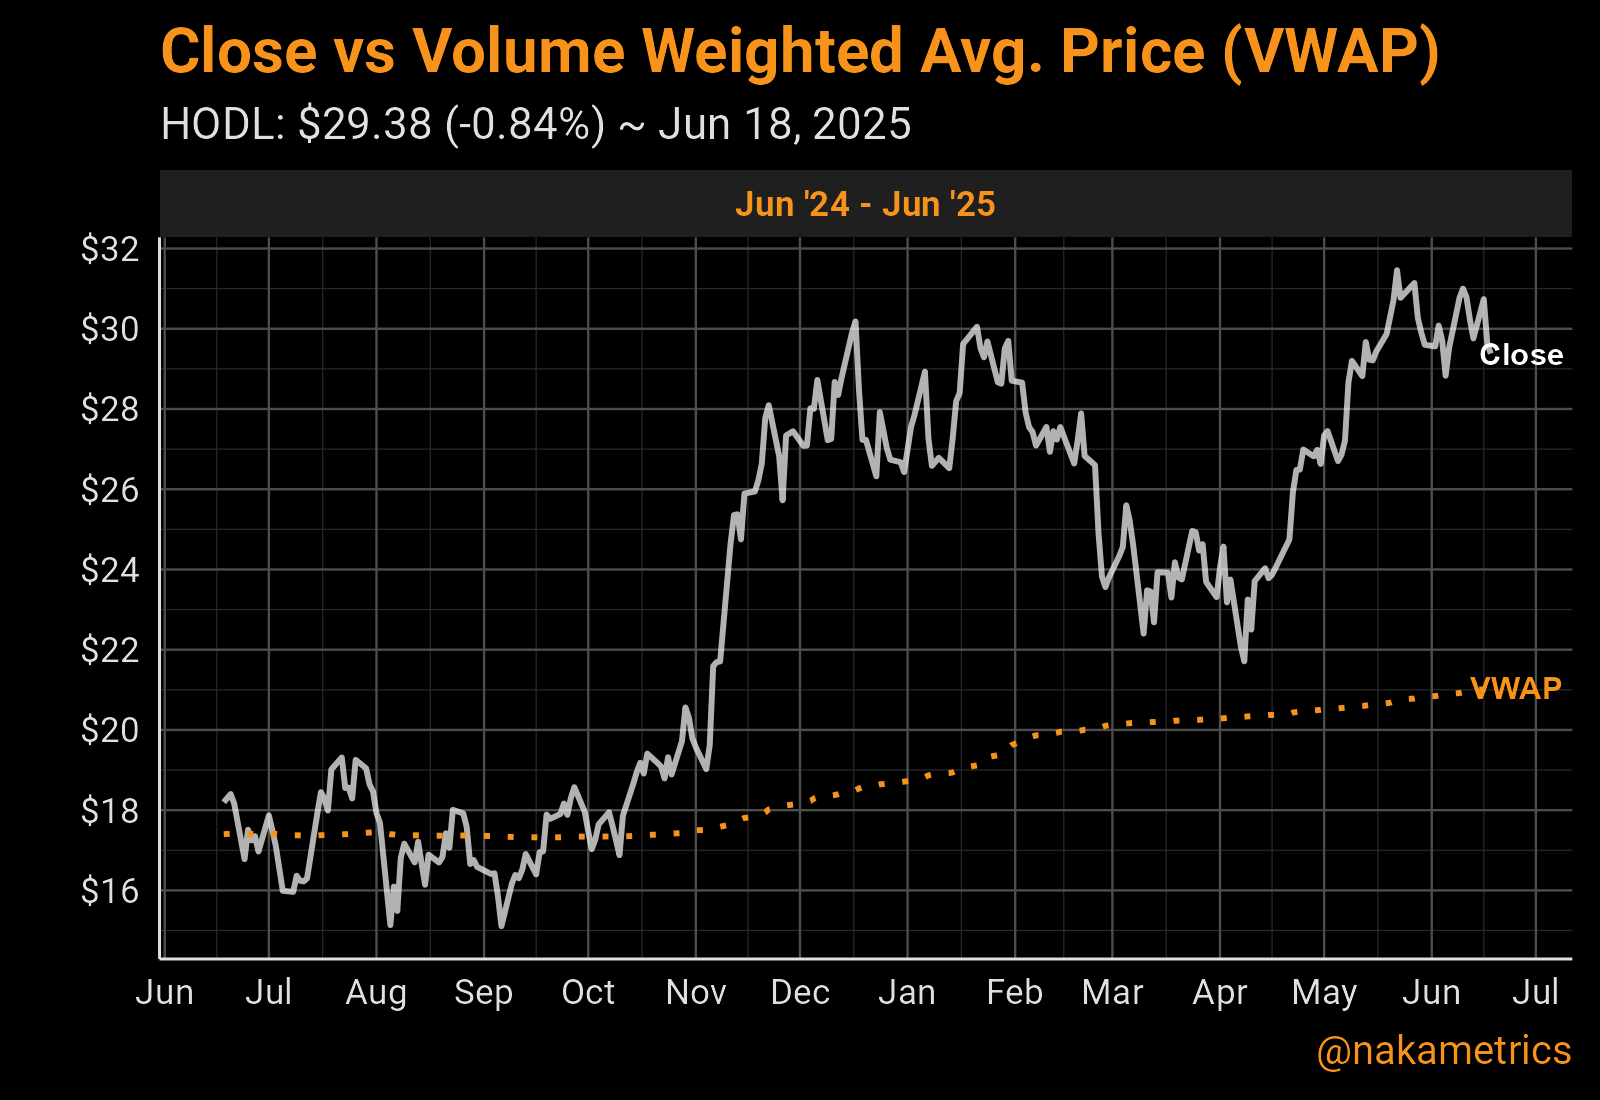 Close vs Volume Weighted Avg. Price (VWAP)
HODL: $29.38 (-0.84%) ~ Jun 18, 2025
Jun '24 - Jun '25
$32
$30
$28
$26
$24
$22
$20
$18
$16
Close
VWAP
Jun Jul Aug Sep Oct Nov Dec Jan Feb Mar Apr May Jun Jul
@nakametrics